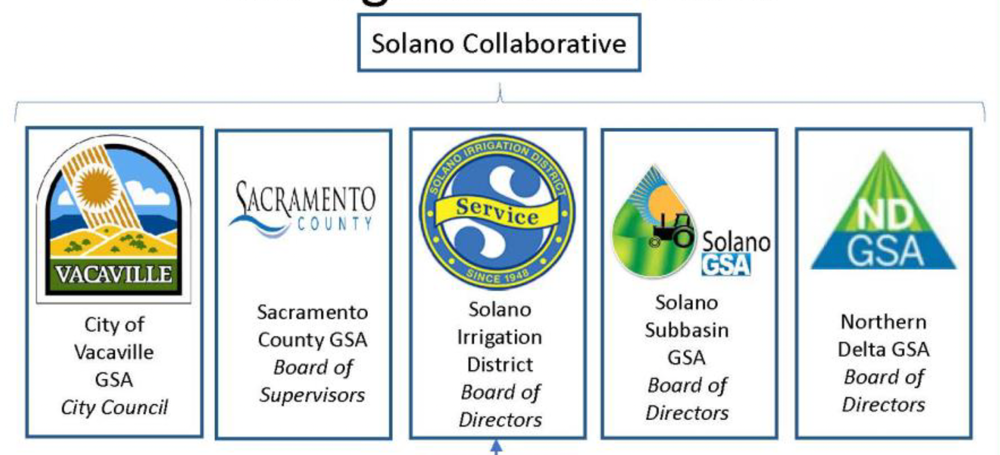 Solano Collaborative
VACAVILLE
City of
Vacaville
GSA
City Council
SACRAMENTO
COUNTY
Sacramento
County GSA
Board of
Supervisors
SOLANO IRRIGATION DISTRICT
Service
SINCE 1948
Solano
Irrigation
District
Board of
Directors
Solano
GSA
Solano
Subbasin
GSA
Board of
Directors
ND
GSA
Northern
Delta GSA
Board of
Directors